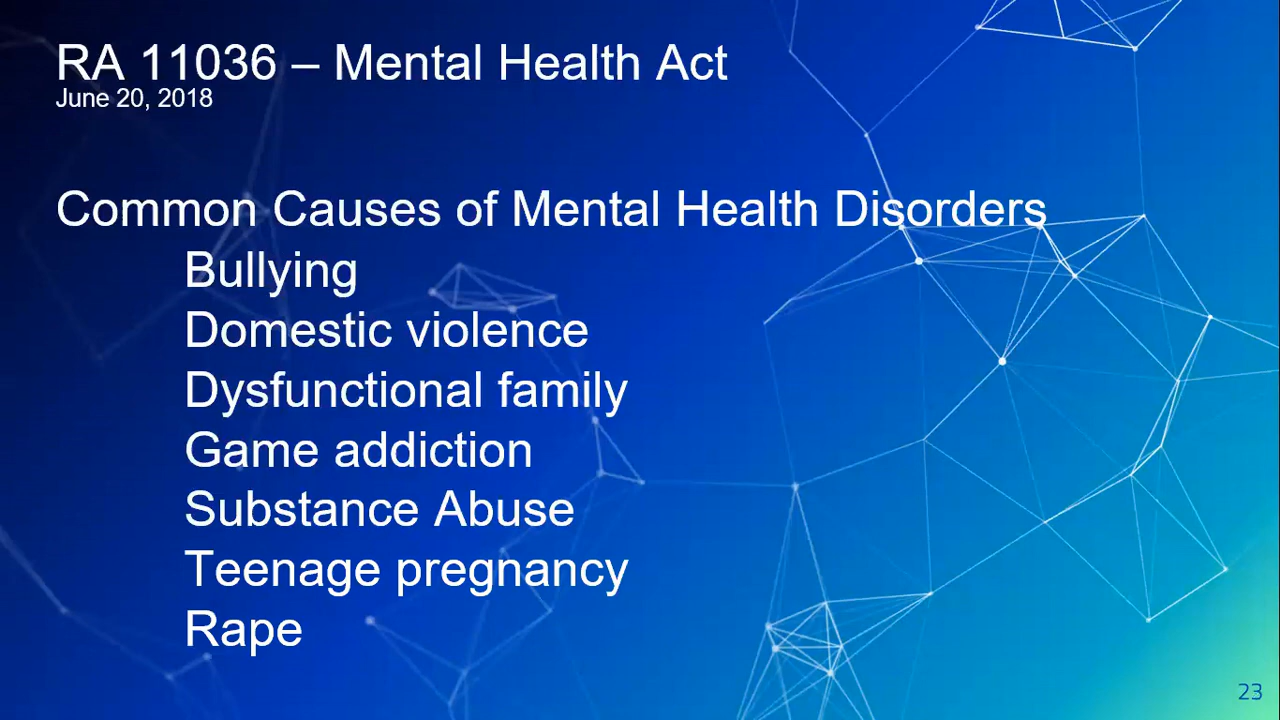 RA 11036 – Mental Health Act
June 20, 2018
Common Causes of Mental Health Disorders
Bullying
Domestic violence
Dysfunctional family
Game addiction
Substance Abuse
Teenage pregnancy
Rape
23